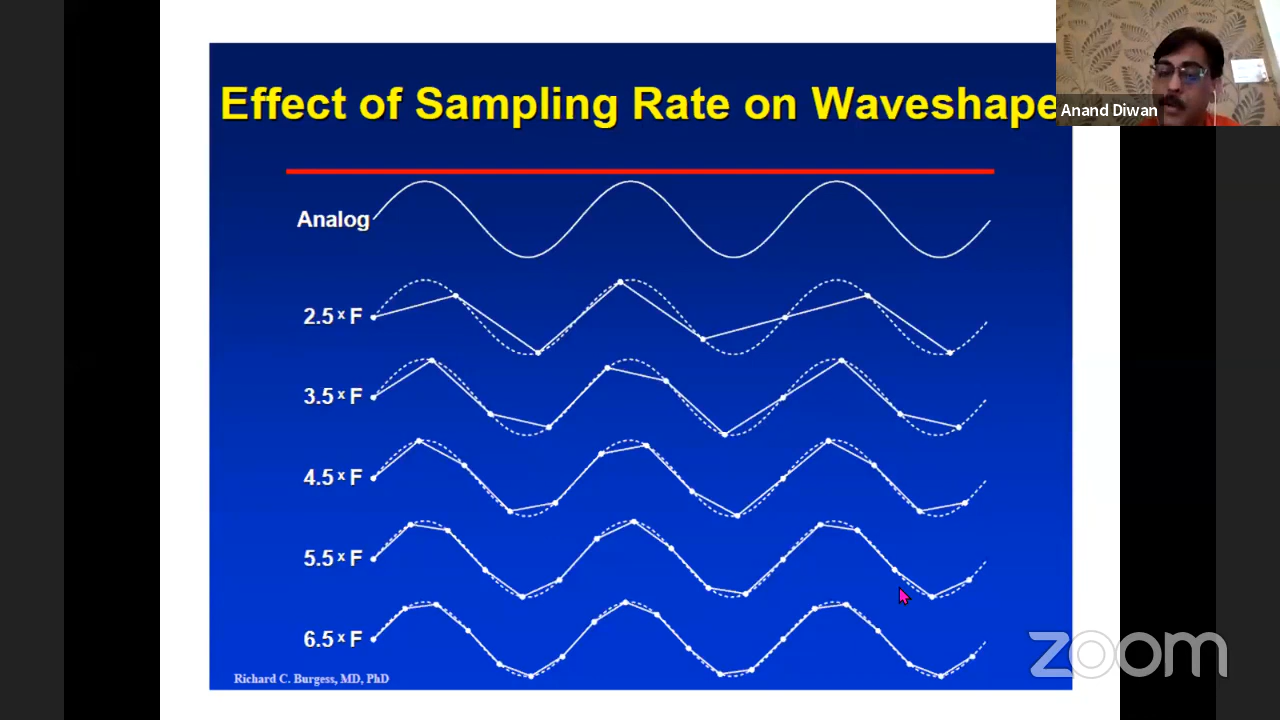 Effect of Sampling Rate on Waveshape
Anand Diwan
Analog
2.5 x F
3.5 x F
4.5 x F
5.5 x F
6.5 x F
Richard C. Burgess, MD, PhD
zoom